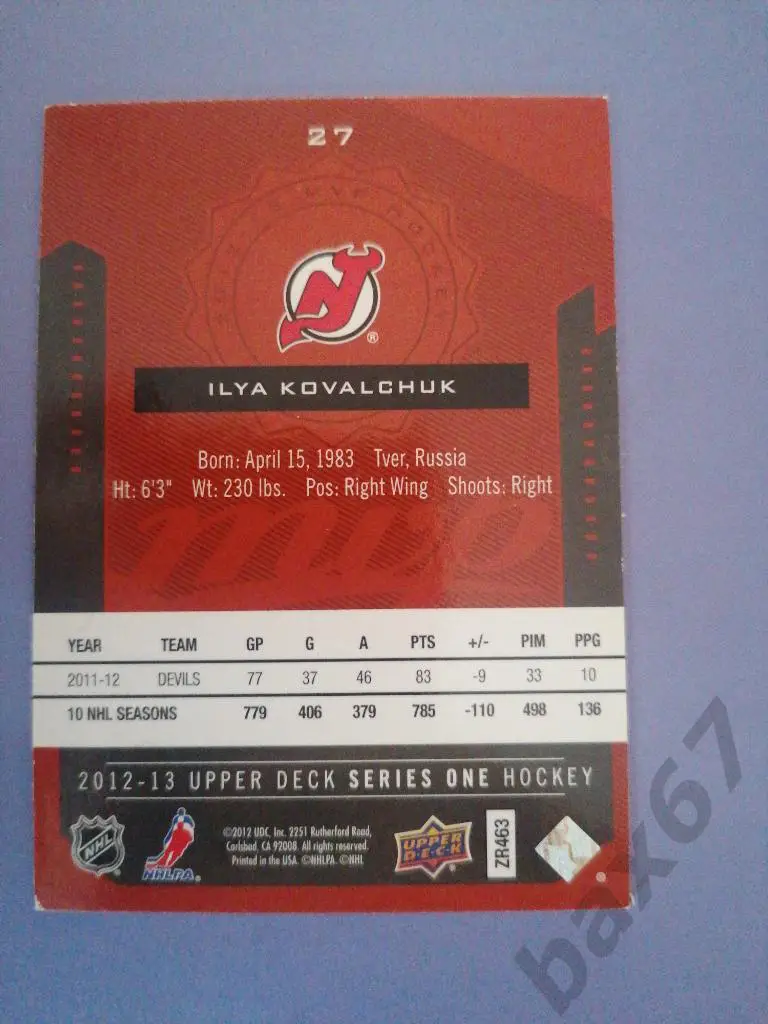 27
ILYA KOVALCHUK
Born: April 15, 1983 Tver, Russia
Ht: 6'3" Wt: 230 lbs. Pos: Right Wing Shoots: Right
mvp
YEAR TEAM GP G A PTS +/- PIM PPG
2011-12 DEVILS 77 37 46 83 -9 33 10
10 NHL SEASONS 779 406 379 785 -110 498 136
2012-13 UPPER DECK SERIES ONE HOCKEY
NHL
NHLPA
©2012 UDC, Inc. 2251 Rutherford Road,
Carlsbad, CA 92008. All rights reserved.
Printed in the USA. ©NHLPA. ©NHL
UPPER
DECK
ZR463
bax67